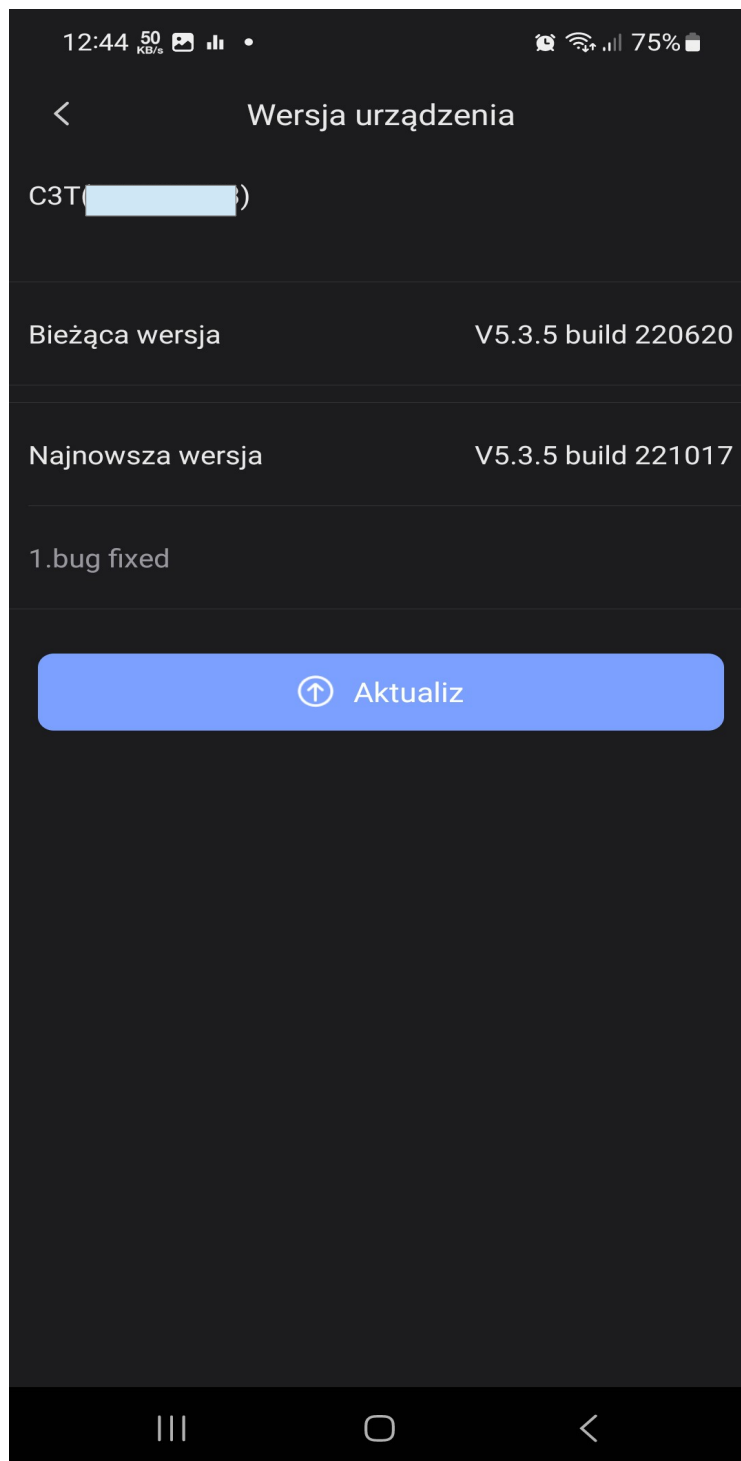 12:44 50 KB/s 75%
Wersja urządzenia
C3T( )
Bieżąca wersja V5.3.5 build 220620
Najnowsza wersja V5.3.5 build 221017
1.bug fixed
Aktualiz